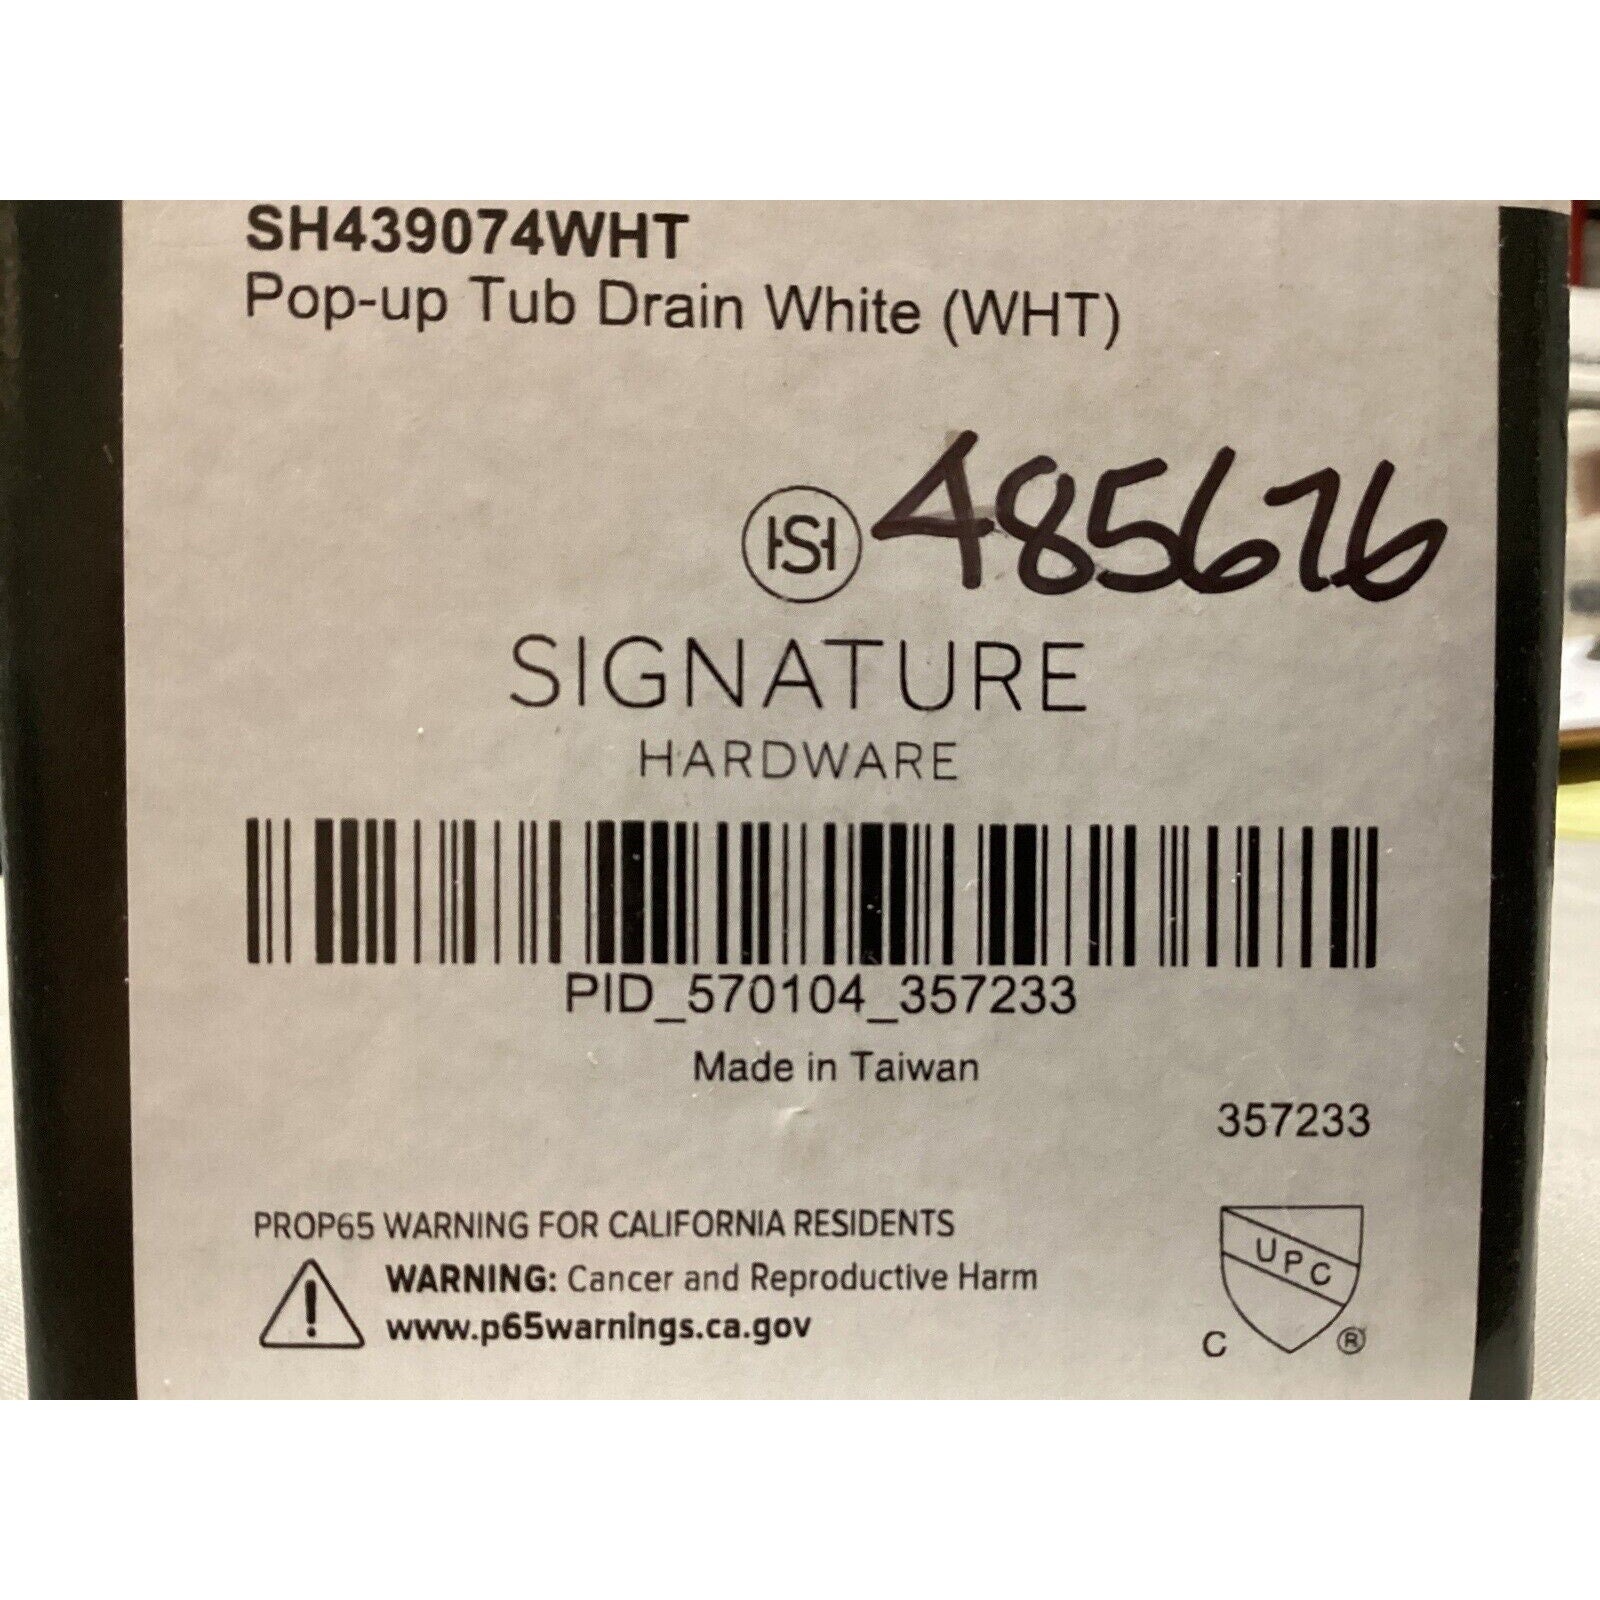 SH439074WHT
Pop-up Tub Drain White (WHT)
HSH 485676
SIGNATURE
HARDWARE
PID_570104_357233
Made in Taiwan
357233
PROP65 WARNING FOR CALIFORNIA RESIDENTS
WARNING: Cancer and Reproductive Harm
www.p65warnings.ca.gov
UPC
C ®